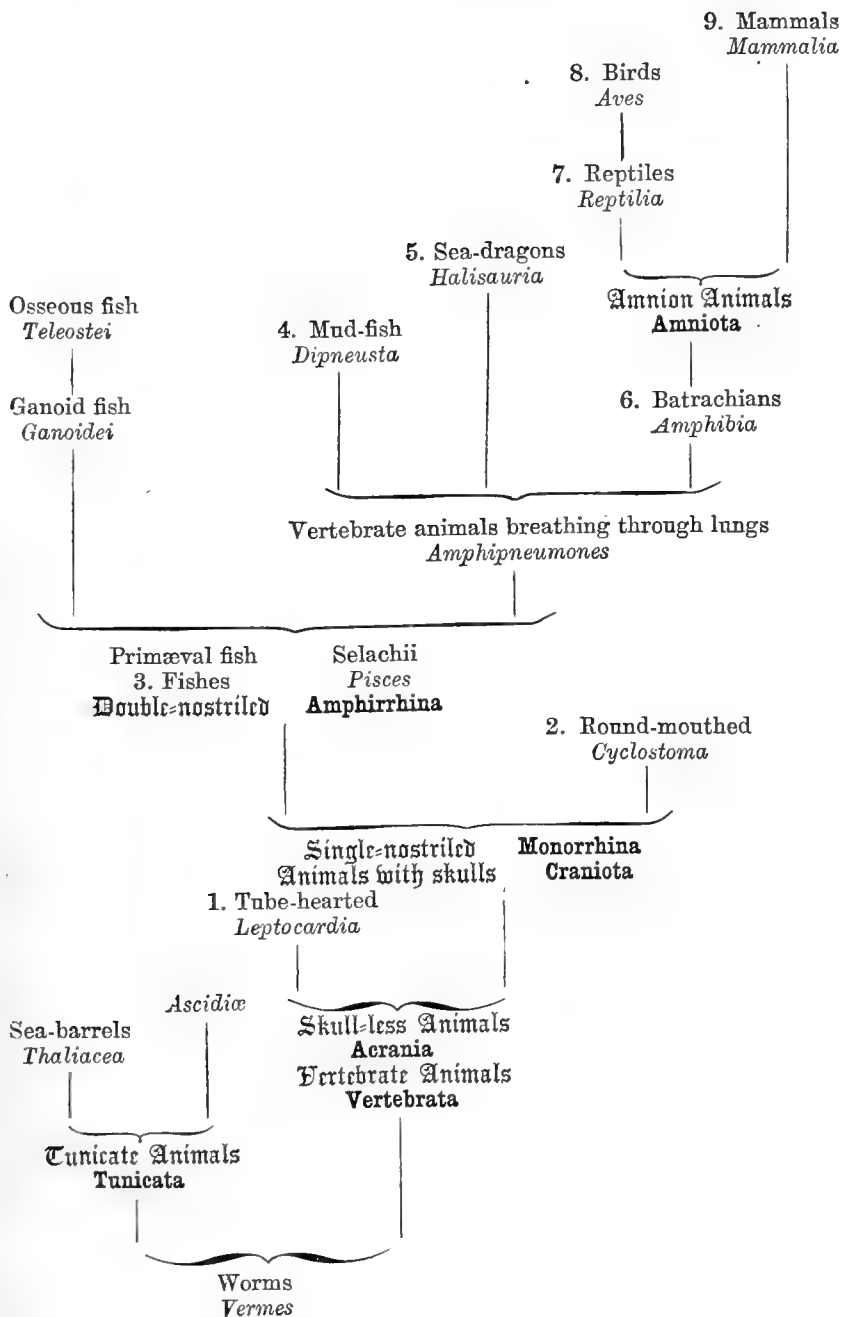 9. Mammals
Mammalia
8. Birds
Aves
7. Reptiles
Reptilia
5. Sea-dragons
Halisauria
Amnion Animals
Amniota
Osseous fish
Teleostei
4. Mud-fish
Dipneusta
Ganoid fish
Ganoidei
6. Batrachians
Amphibia
Vertebrate animals breathing through lungs
Amphipneumones
Primæval fish Selachii
3. Fishes Pisces
Double-nostriled Amphirrhina
2. Round-mouthed
Cyclostoma
Single-nostriled Monorrhina
Animals with skulls Craniota
1. Tube-hearted
Leptocardia
Ascidiæ
Sea-barrels
Thaliacea
Skull-less Animals
Acrania
Vertebrate Animals
Vertebrata
Tunicate Animals
Tunicata
Worms
Vermes